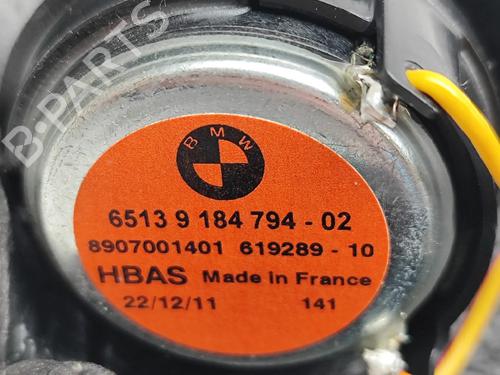 B-PARTS
BMW
6513 9 184 794 - 02
8907001401 619289 - 10
HBAS Made in France
22/12/11 141